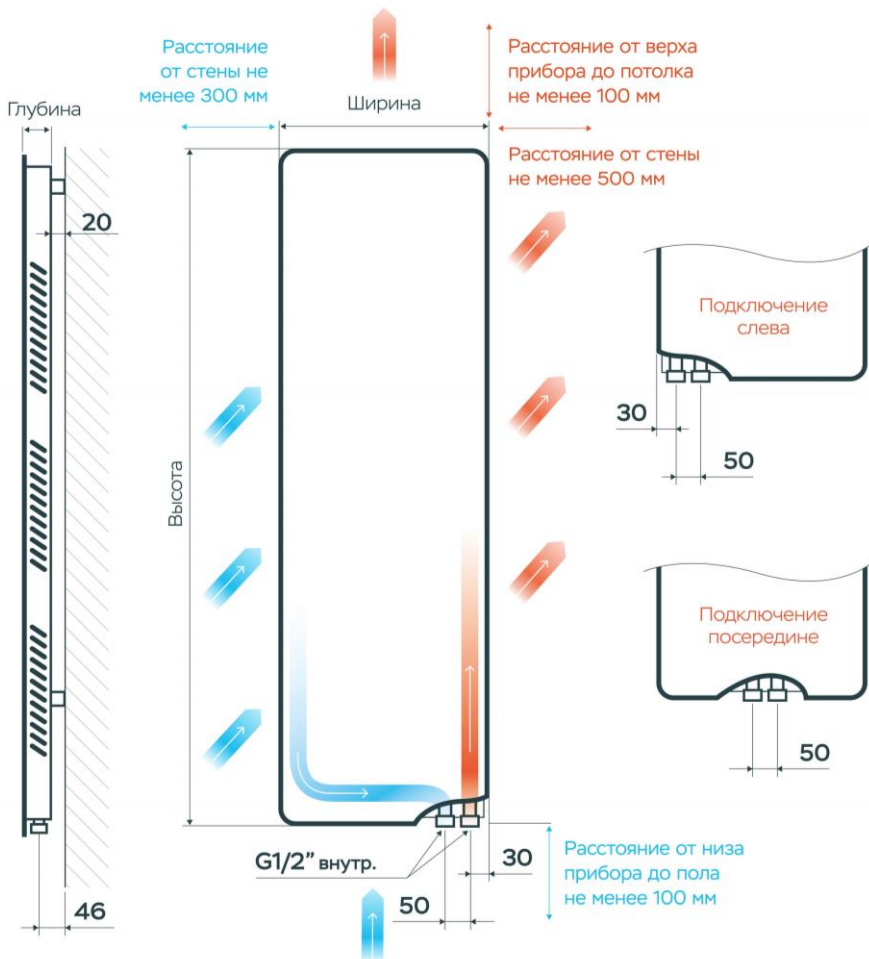 Расстояние
от стены не
менее 300 мм
Расстояние от верха
прибора до потолка
не менее 100 мм
Глубина
Ширина
Расстояние от стены
не менее 500 мм
20
Подключение
слева
30
50
Высота
Подключение
посередине
50
G1/2” внутр.
30
50
Расстояние от низа
прибора до пола
не менее 100 мм
46